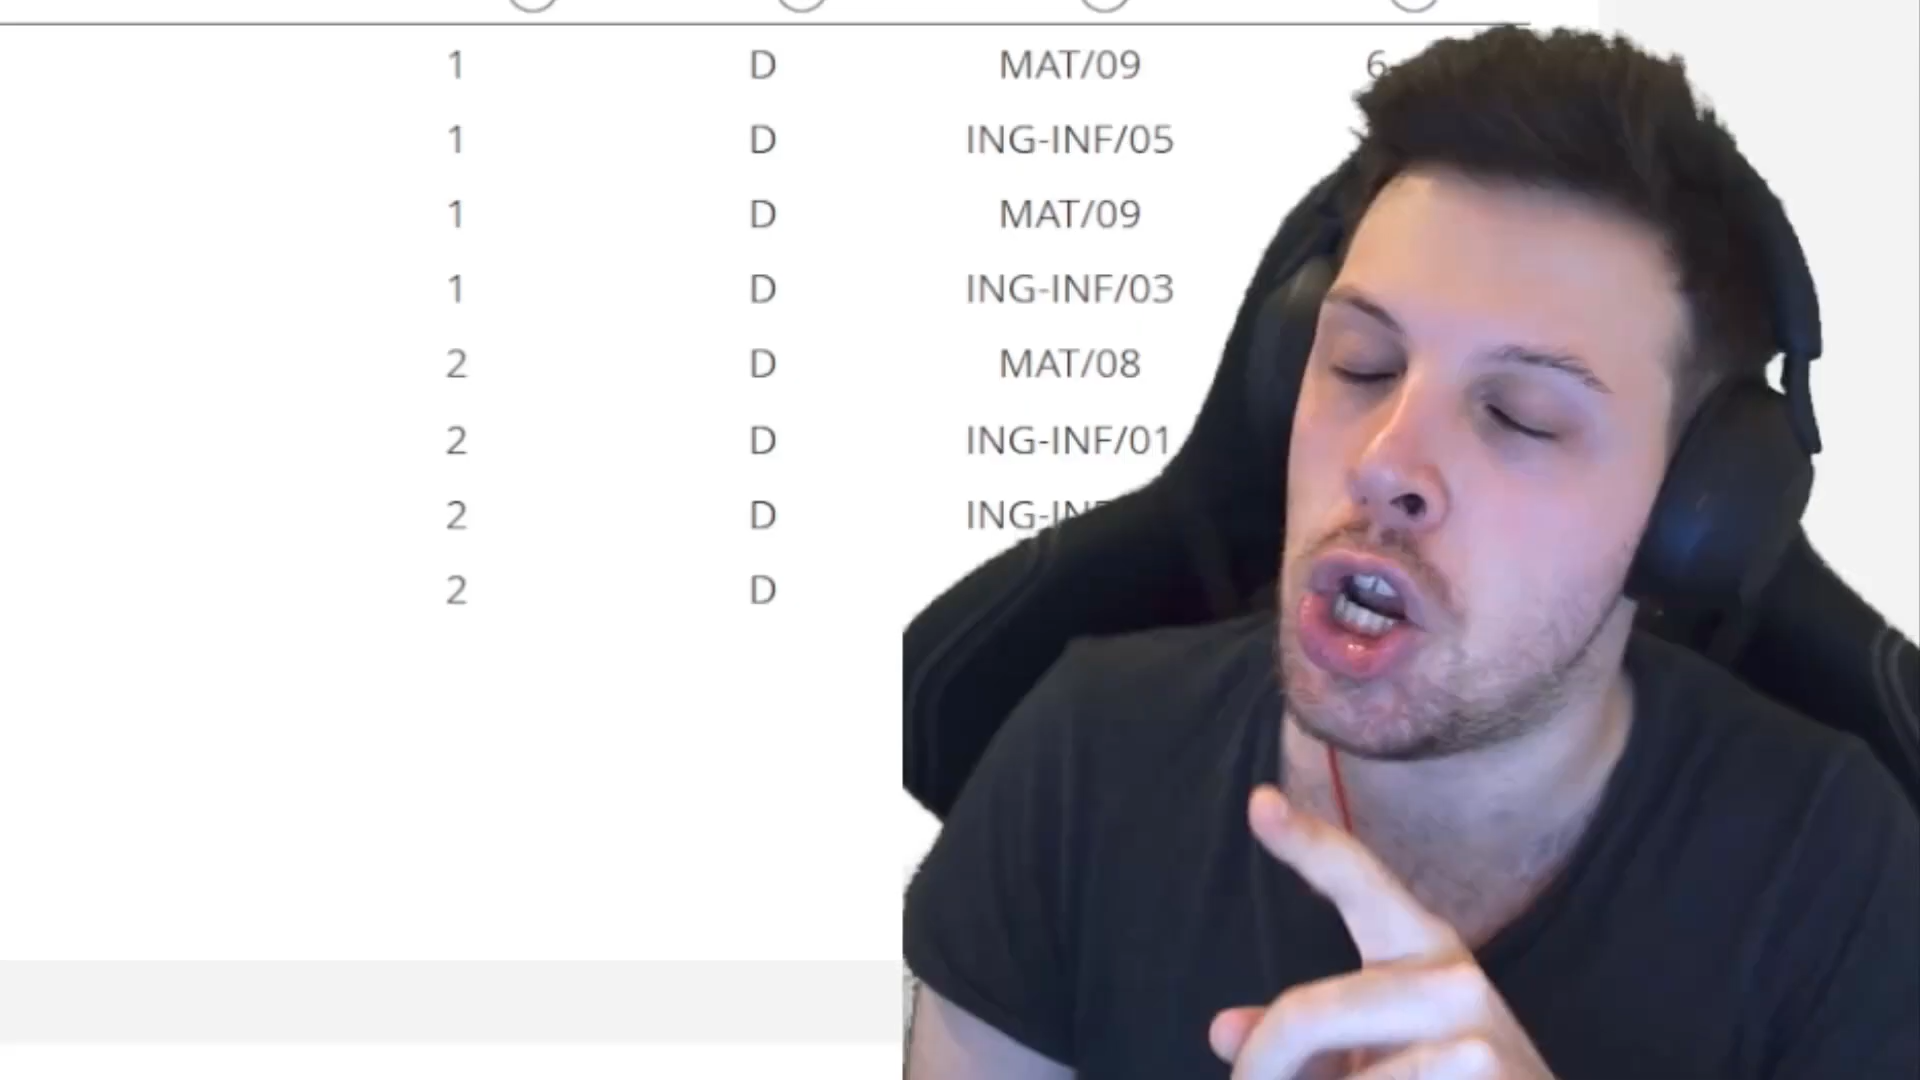 1 D MAT/09 6
1 D ING-INF/05
1 D MAT/09
1 D ING-INF/03
2 D MAT/08
2 D ING-INF/01
2 D
2 D